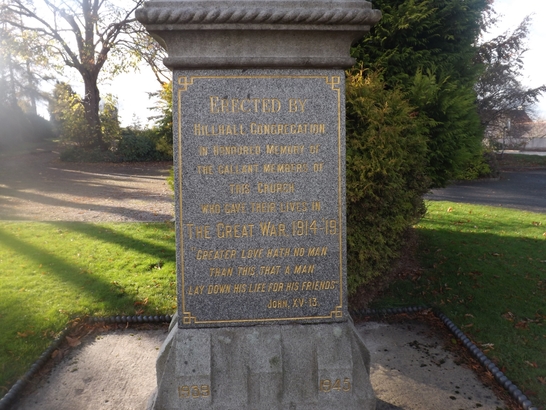 ERECTED BY
HILLHALL CONGREGATION
IN HONOURED MEMORY OF
THE GALLANT MEMBERS OF
THIS CHURCH
WHO GAVE THEIR LIVES IN
THE GREAT WAR, 1914-19.
GREATER LOVE HATH NO MAN
THAN THIS THAT A MAN
LAY DOWN HIS LIFE FOR HIS FRIENDS.
JOHN, XV-13.
1939 1945